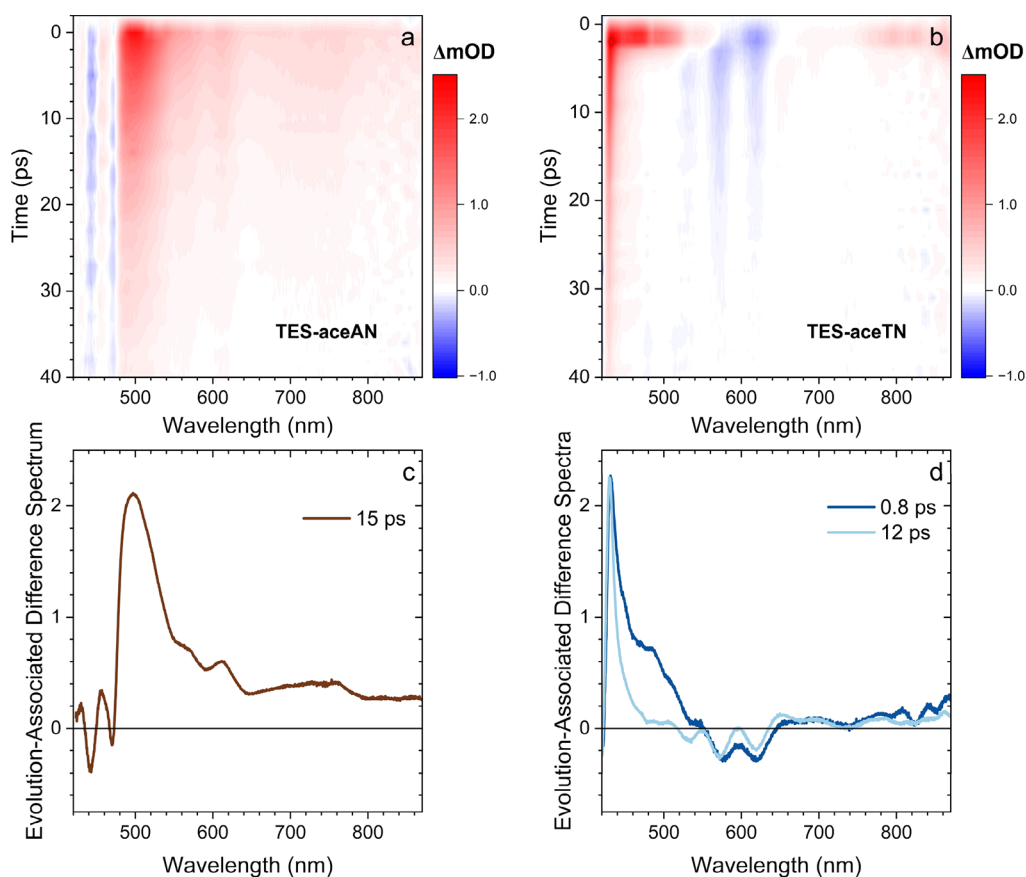 a
ΔmOD
2.0
1.0
0.0
−1.0
0
10
20
30
40
Time (ps)
TES-aceAN
500 600 700 800
Wavelength (nm)
b
ΔmOD
2.0
1.0
0.0
−1.0
0
10
20
30
40
Time (ps)
TES-aceTN
500 600 700 800
Wavelength (nm)
c
15 ps
2
1
0
Evolution-Associated Difference Spectrum
500 600 700 800
Wavelength (nm)
d
0.8 ps
12 ps
2
1
0
Evolution-Associated Difference Spectra
500 600 700 800
Wavelength (nm)